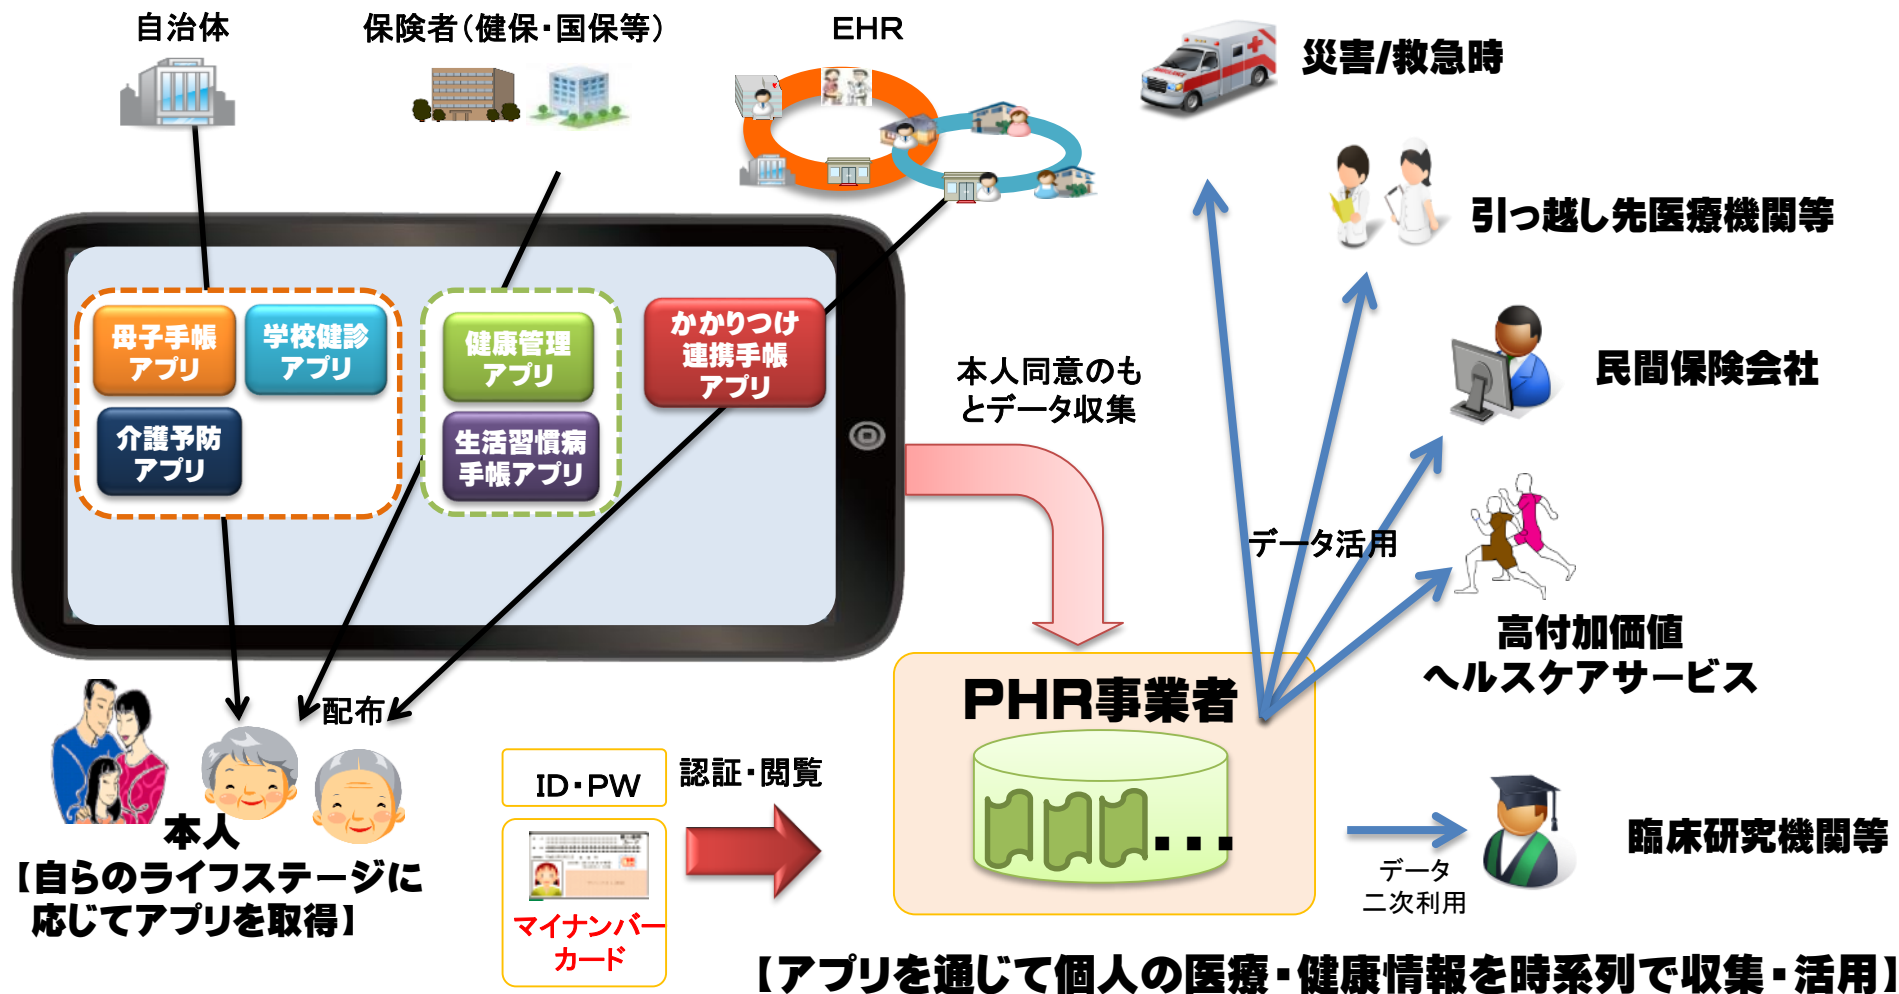 自治体
保険者（健保・国保等）
EHR
災害/救急時
引っ越し先医療機関等
民間保険会社
高付加価値
ヘルスケアサービス
母子手帳
アプリ
学校健診
アプリ
介護予防
アプリ
健康管理
アプリ
生活習慣病
手帳アプリ
かかりつけ
連携手帳
アプリ
本人同意のも
とデータ収集
データ活用
配布
本人
【自らのライフステージに
応じてアプリを取得】
ID・PW
マイナンバー
カード
認証・閲覧
PHR事業者
...
データ
二次利用
臨床研究機関等
【アプリを通じて個人の医療・健康情報を時系列で収集・活用】